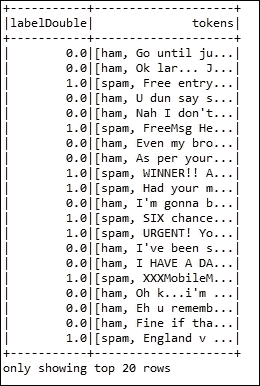 +-----------+--------------------+
|labelDouble|              tokens|
+-----------+--------------------+
|        0.0|[ham, Go until ju...|
|        0.0|[ham, Ok lar... J...|
|        1.0|[spam, Free entry...|
|        0.0|[ham, U dun say s...|
|        0.0|[ham, Nah I don't...|
|        1.0|[spam, FreeMsg He...|
|        0.0|[ham, Even my bro...|
|        0.0|[ham, As per your...|
|        1.0|[spam, WINNER!! A...|
|        1.0|[spam, Had your m...|
|        0.0|[ham, I'm gonna b...|
|        1.0|[spam, SIX chance...|
|        1.0|[spam, URGENT! Yo...|
|        0.0|[ham, I've been s...|
|        0.0|[ham, I HAVE A DA...|
|        1.0|[spam, XXXMobileM...|
|        0.0|[ham, Oh k...i'm ...|
|        0.0|[ham, Eh u rememb...|
|        0.0|[ham, Fine if tha...|
|        1.0|[spam, England v ...|
+-----------+--------------------+
only showing top 20 rows